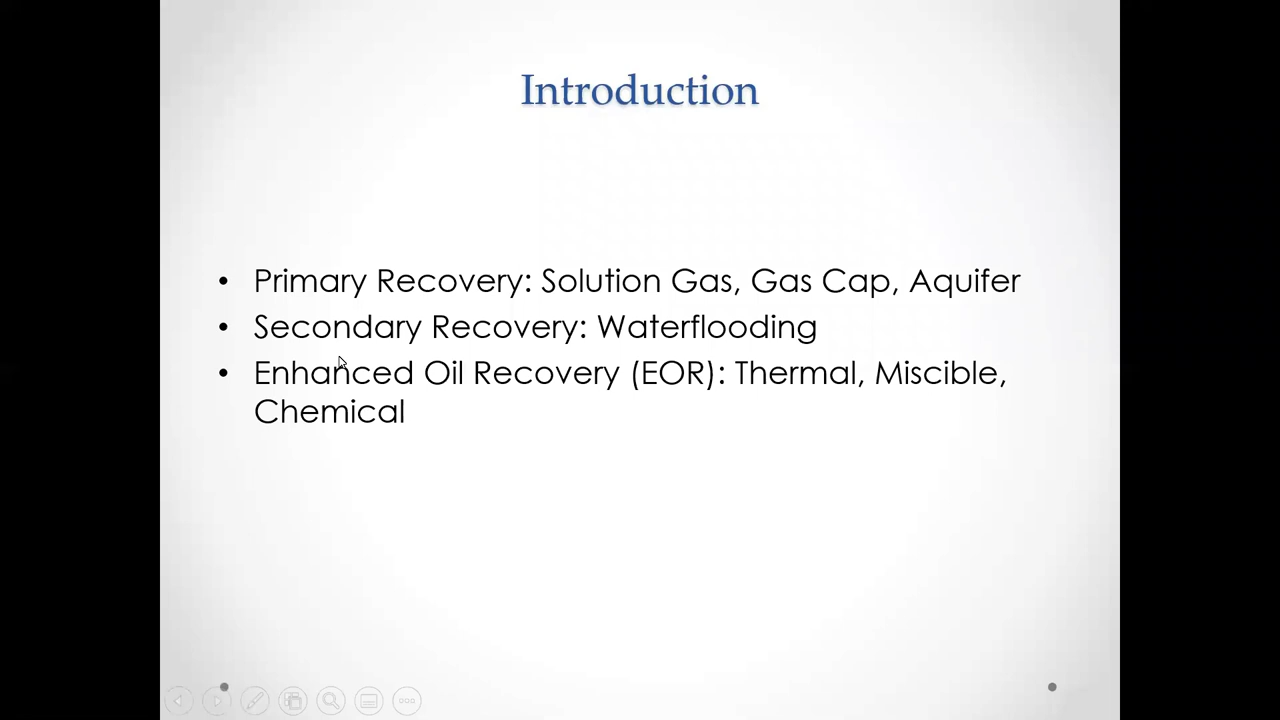 Introduction
• Primary Recovery: Solution Gas, Gas Cap, Aquifer
• Secondary Recovery: Waterflooding
• Enhanced Oil Recovery (EOR): Thermal, Miscible,
Chemical